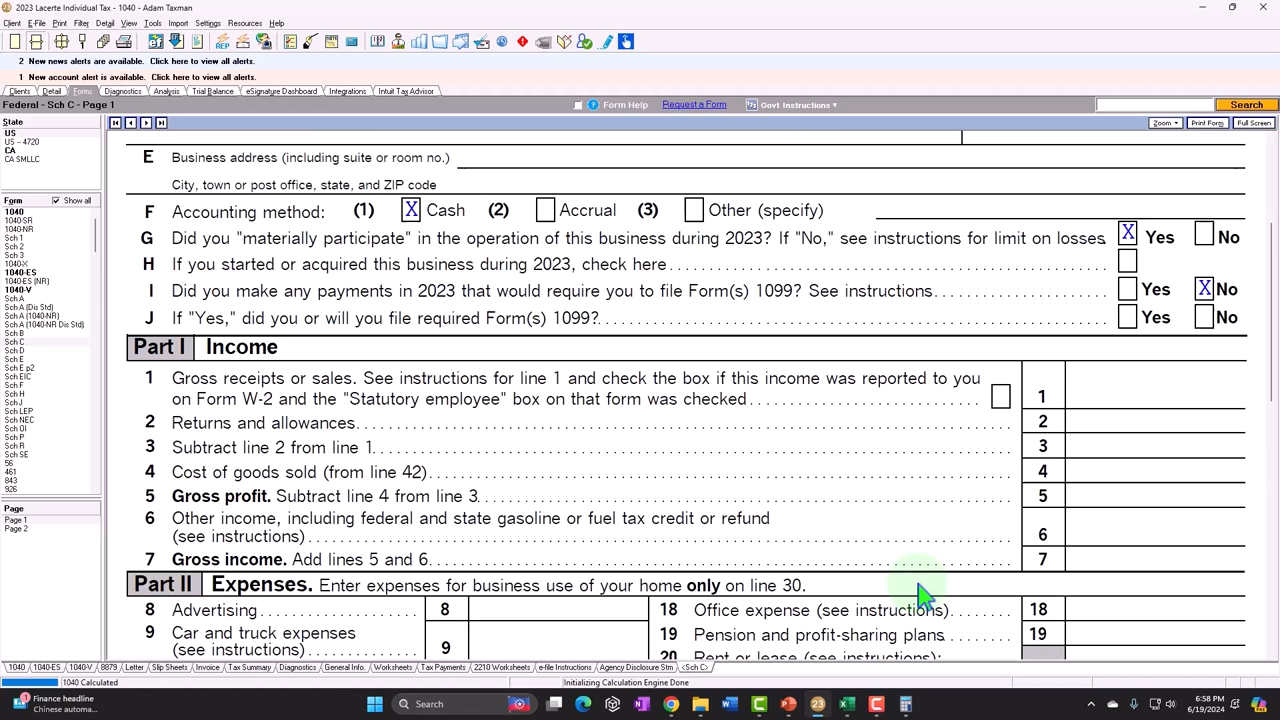 2023 Lacerte Individual Tax - 1040 - Adam Taxman
Client E-File Print Filter Detail View Tools Import Settings Resources Help
2 New news alerts are available. Click here to view all alerts.
1 New account alert is available. Click here to view all alerts.
Clients Detail Forms Diagnostics Analysis Trial Balance eSignature Dashboard Integrations Intuit Tax Advisor
Federal - Sch C - Page 1
Form Help Request a Form Govt Instructions Search
State
US
US - 4720
CA
CA SMLLC
Form Show all
1040
1040-SR
1040-NR
Sch 1
Sch 2
Sch 3
1040-X
1040-ES
1040-ES (NR)
1040-V
Sch A
Sch A (Dis Std)
Sch A (1040-NR)
Sch A (1040-NR Dis Std)
Sch B
Sch C
Sch D
Sch E
Sch E p2
Sch EIC
Sch F
Sch H
Sch J
Sch LEP
Sch NEC
Sch OI
Sch P
Sch R
Sch SE
56
461
843
926
Page
Page 1
Page 2
Zoom Print Form Full Screen
E Business address (including suite or room no.)
City, town or post office, state, and ZIP code
F Accounting method: (1) X Cash (2) Accrual (3) Other (specify)
G Did you "materially participate" in the operation of this business during 2023? If "No," see instructions for limit on losses. X Yes No
H If you started or acquired this business during 2023, check here
I Did you make any payments in 2023 that would require you to file Form(s) 1099? See instructions Yes X No
J If "Yes," did you or will you file required Form(s) 1099? Yes No
Part I Income
1 Gross receipts or sales. See instructions for line 1 and check the box if this income was reported to you
on Form W-2 and the "Statutory employee" box on that form was checked 1
2 Returns and allowances 2
3 Subtract line 2 from line 1 3
4 Cost of goods sold (from line 42) 4
5 Gross profit. Subtract line 4 from line 3 5
6 Other income, including federal and state gasoline or fuel tax credit or refund
(see instructions) 6
7 Gross income. Add lines 5 and 6 7
Part II Expenses. Enter expenses for business use of your home only on line 30.
8 Advertising 8 18 Office expense (see instructions) 18
9 Car and truck expenses 19 Pension and profit-sharing plans 19
(see instructions) 9 20 Rent or lease (see instructions):
1040 1040-ES 1040-V 8879 Letter Slip Sheets Invoice Tax Summary Diagnostics General Info. Worksheets Tax Payments 2210 Worksheets e-file Instructions Agency Disclosure Stm <Sch C>
1040 Calculated Initializing Calculation Engine Done
1
Finance headline
Chinese automa...
Search
23
6:58 PM
6/19/2024